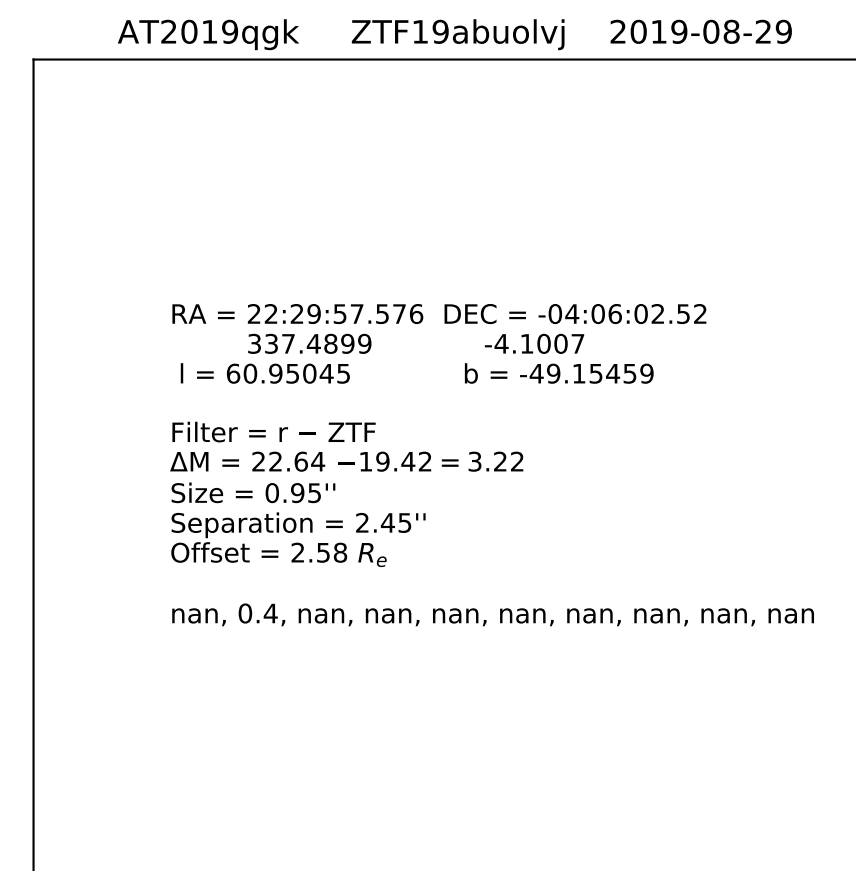 AT2019qgk ZTF19abuolvj 2019-08-29
RA = 22:29:57.576 DEC = -04:06:02.52
337.4899 -4.1007
l = 60.95045 b = -49.15459
Filter = r − ZTF
ΔM = 22.64 −19.42 = 3.22
Size = 0.95''
Separation = 2.45''
Offset = 2.58 Re
nan, 0.4, nan, nan, nan, nan, nan, nan, nan, nan